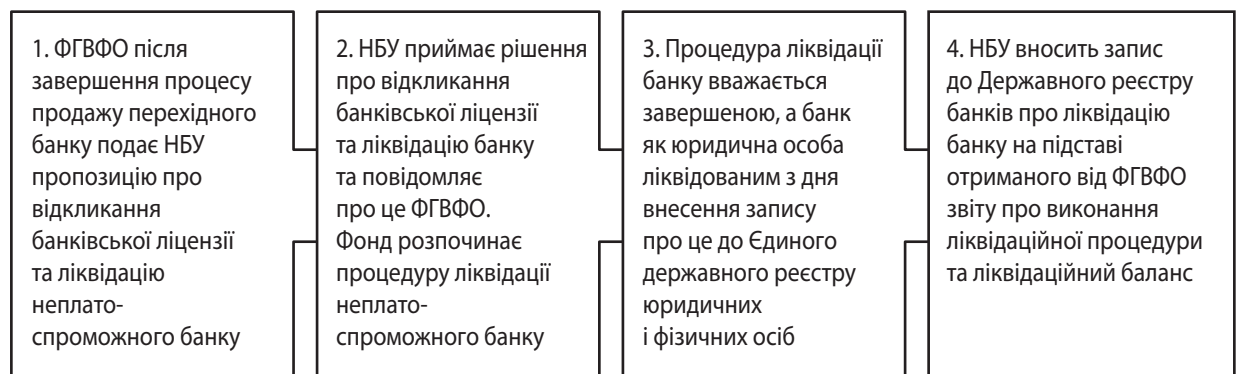 1. ФГВФО після
завершення процесу
продажу перехідного
банку подає НБУ
пропозицію про
відкликання
банківської ліцензії
та ліквідацію
неплато-
спроможного банку
2. НБУ приймає рішення
про відкликання
банківської ліцензії
та ліквідацію банку
та повідомляє
про це ФГВФО.
Фонд розпочинає
процедуру ліквідації
неплато-
спроможного банку
3. Процедура ліквідації
банку вважається
завершеною, а банк
як юридична особа
ліквідованим з дня
внесення запису
про це до Єдиного
державного реєстру
юридичних
і фізичних осіб
4. НБУ вносить запис
до Державного реєстру
банків про ліквідацію
банку на підставі
отриманого від ФГВФО
звіту про виконання
ліквідаційної процедури
та ліквідаційний баланс